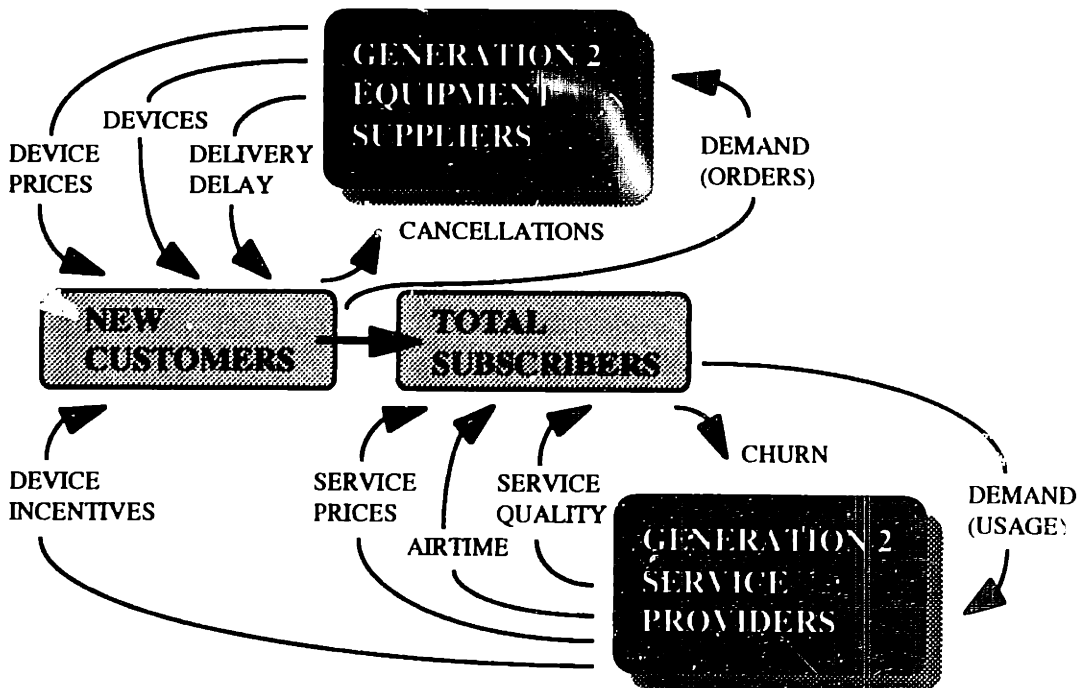 GENERATION 2
EQUIPMENT
SUPPLIERS
DEVICES
DEVICE
PRICES
DELIVERY
DELAY
DEMAND
(ORDERS)
CANCELLATIONS
NEW
CUSTOMERS
TOTAL
SUBSCRIBERS
CHURN
DEVICE
INCENTIVES
SERVICE
PRICES
AIRTIME
SERVICE
QUALITY
DEMAND
(USAGE)
GENERATION 2
SERVICE
PROVIDERS